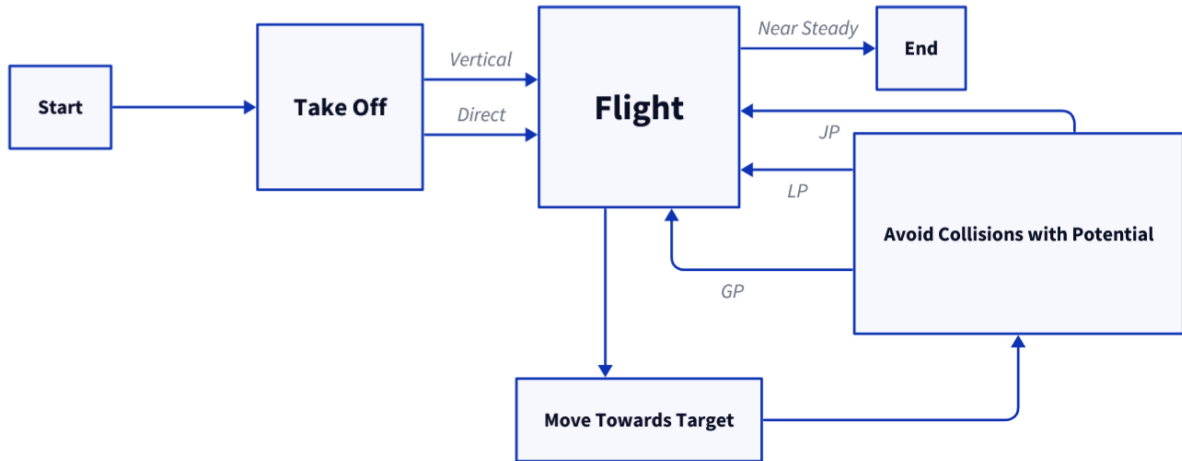 Start
Take Off
Vertical
Direct
Flight
Near Steady
End
JP
LP
GP
Avoid Collisions with Potential
Move Towards Target